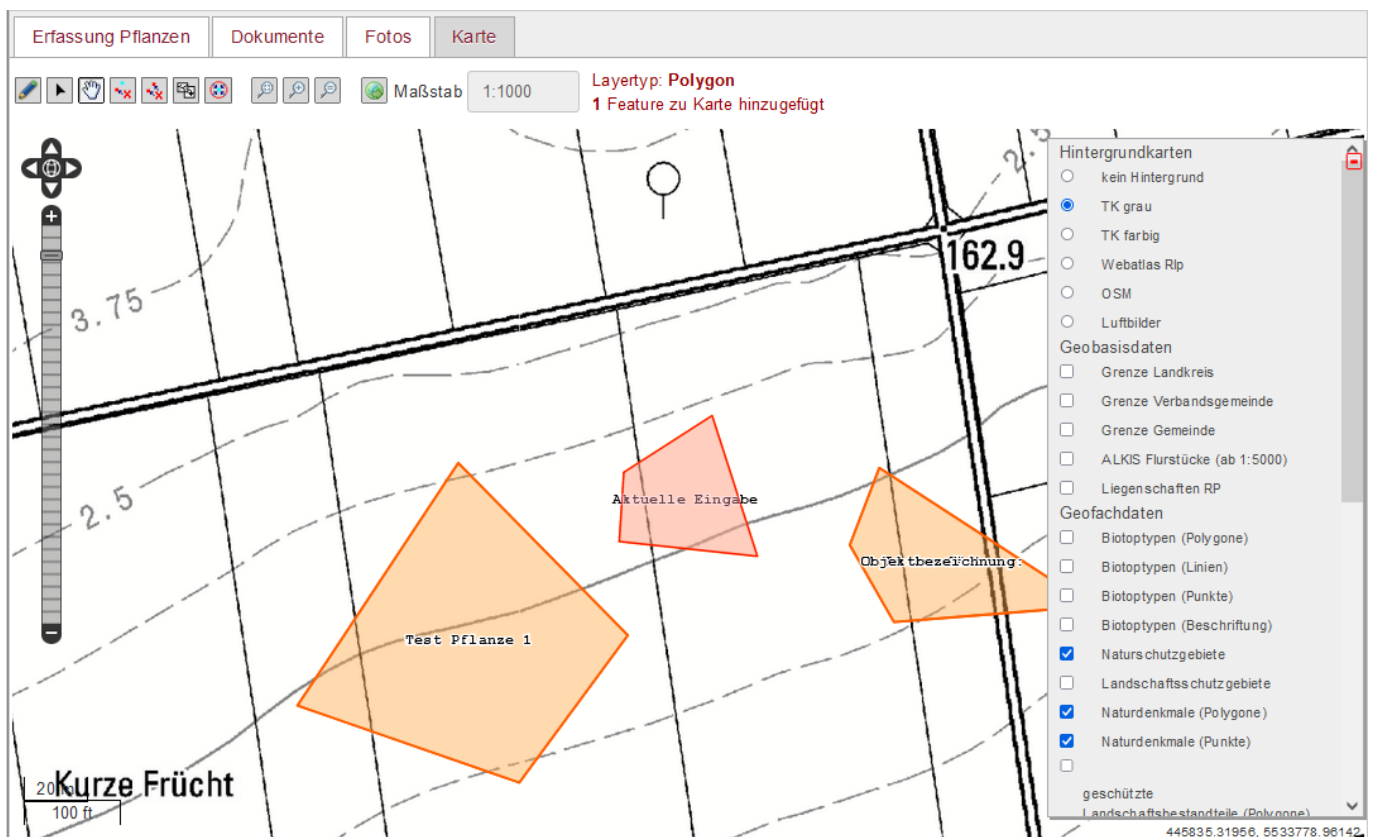 Erfassung Pflanzen
Dokumente
Fotos
Karte
Maßstab
1:1000
Layertyp: Polygon
1 Feature zu Karte hinzugefügt
Hintergrundkarten
kein Hintergrund
TK grau
TK farbig
Webatlas Rlp
OSM
Luftbilder
Geobasisdaten
Grenze Landkreis
Grenze Verbandsgemeinde
Grenze Gemeinde
ALKIS Flurstücke (ab 1:5000)
Liegenschaften RP
Geofachdaten
Biotoptypen (Polygone)
Biotoptypen (Linien)
Biotoptypen (Punkte)
Biotoptypen (Beschriftung)
Naturschutzgebiete
Landschaftsschutzgebiete
Naturdenkmale (Polygone)
Naturdenkmale (Punkte)
geschützte
Landschaftsbestandteile (Polygone)
2.5
162.9
3.75
2.5
Aktuelle Eingabe
Objektbezeichnung:
Test Pflanze 1
Kurze Frücht
20 m
100 ft
445835.31956, 5533778.96142